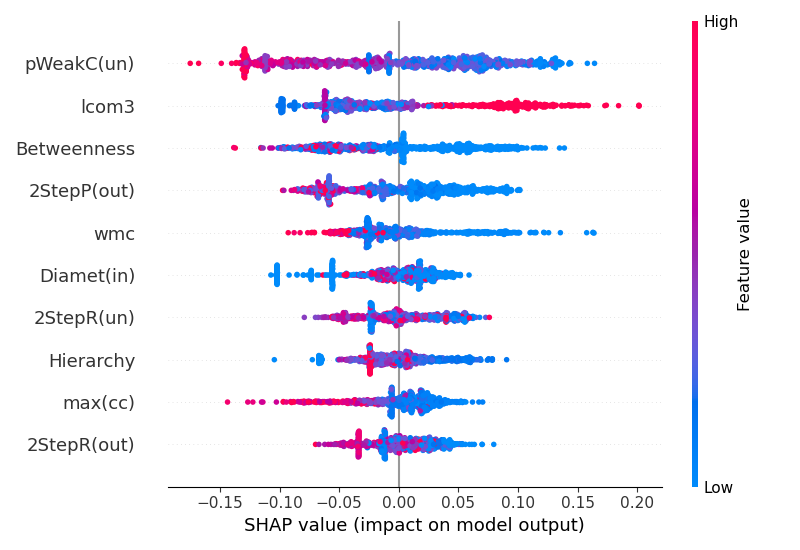 High
pWeakC(un)
lcom3
Betweenness
2StepP(out)
wmc
Diamet(in)
2StepR(un)
Hierarchy
max(cc)
2StepR(out)
Feature value
Low
−0.15 −0.10 −0.05 0.00 0.05 0.10 0.15 0.20
SHAP value (impact on model output)